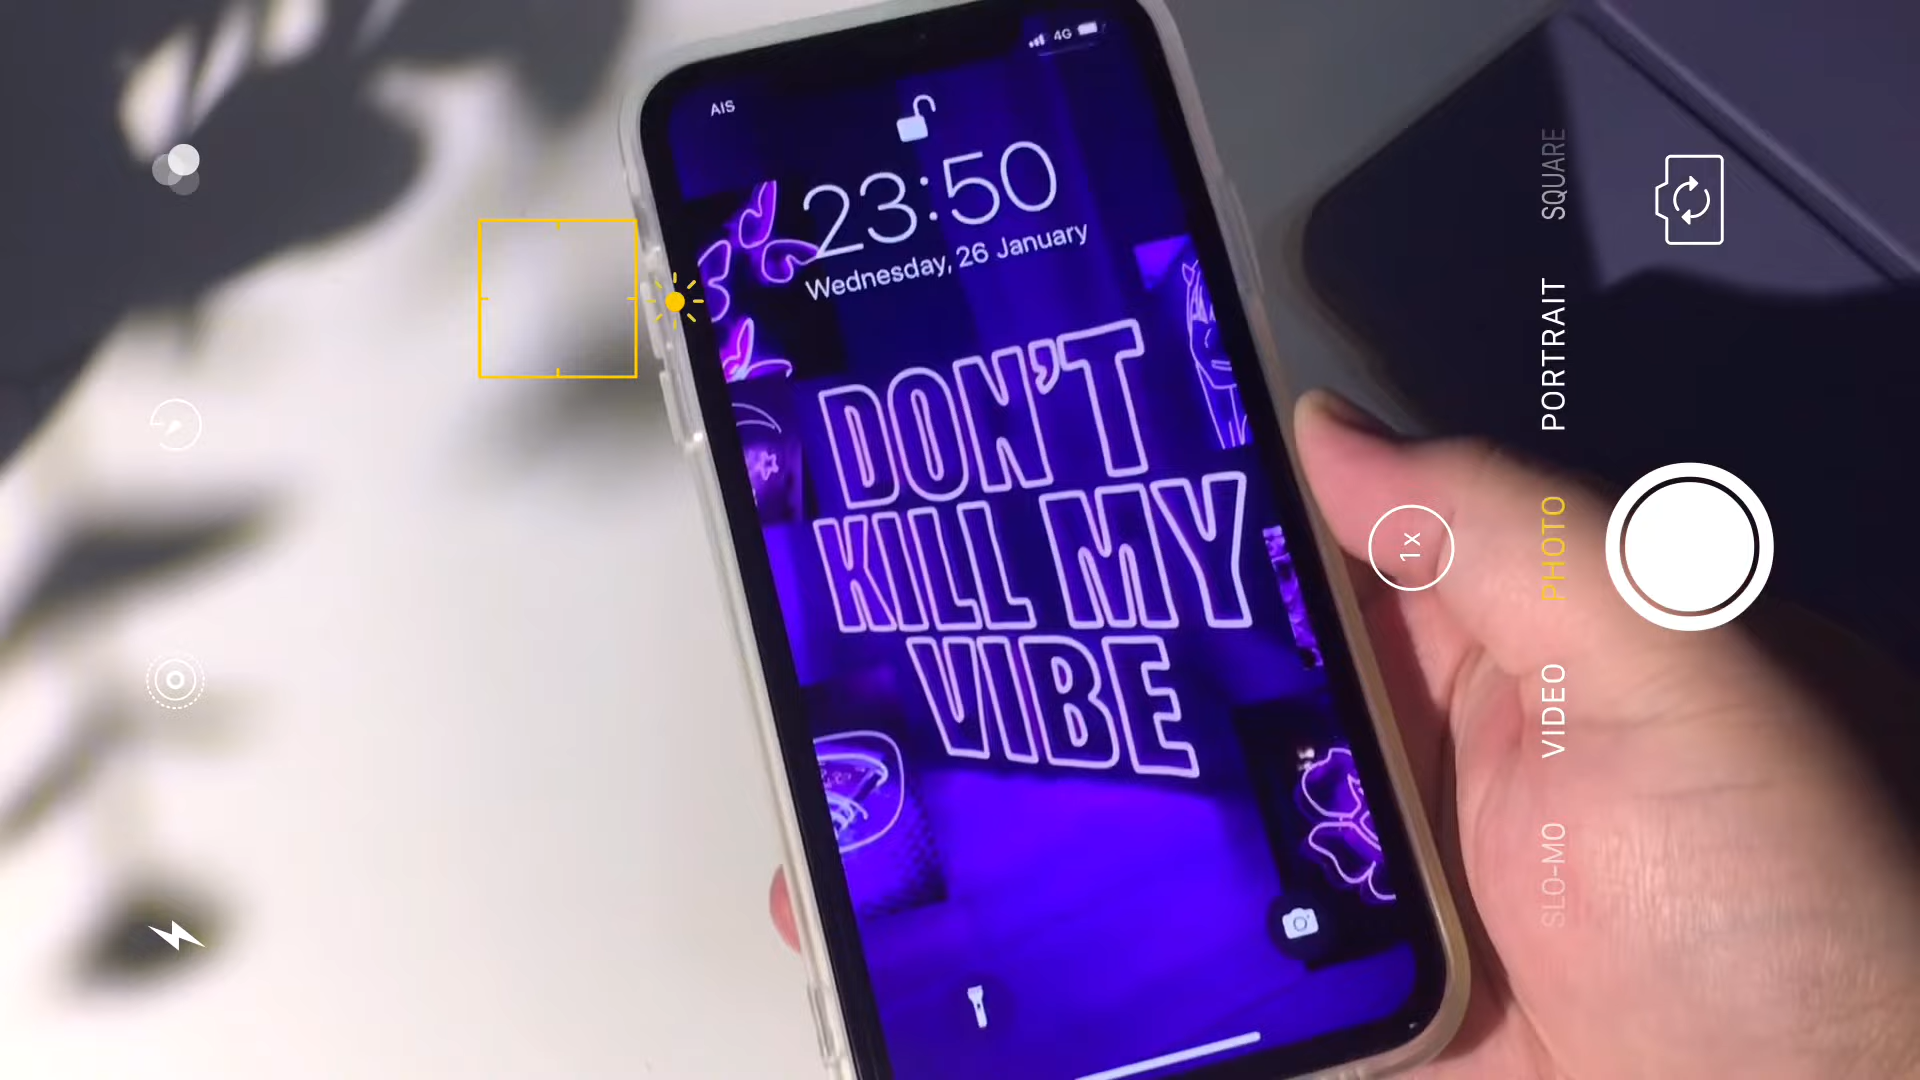 4G
AIS
23:50
Wednesday, 26 January
DON'T
KILL MY
VIBE
1x
SQUARE
PORTRAIT
PHOTO
VIDEO
SLO-MO